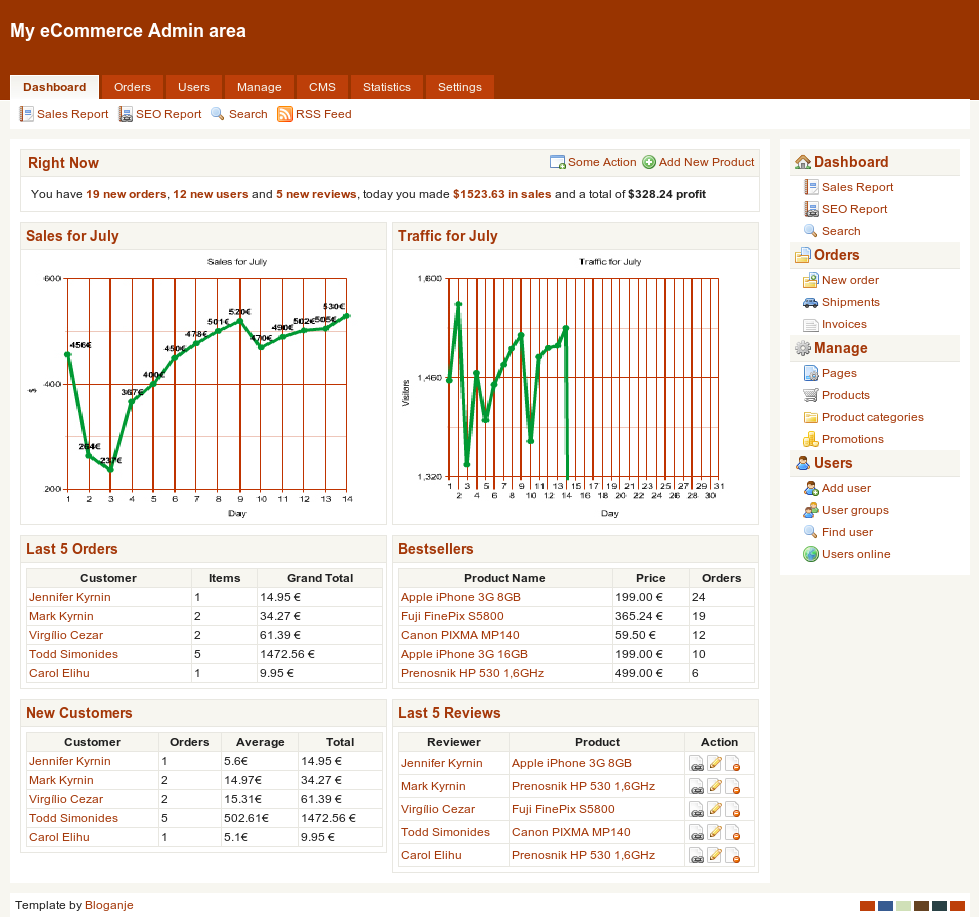 My eCommerce Admin area
Dashboard Orders Users Manage CMS Statistics Settings
Sales Report SEO Report Search RSS Feed
Right Now Some Action Add New Product
You have 19 new orders, 12 new users and 5 new reviews, today you made $1523.63 in sales and a total of $328.24 profit
Sales for July
Sales for July
600
400
200
$
456€ 264€ 237€ 367€ 400€ 450€ 478€ 501€ 520€ 470€ 490€ 502€ 505€ 530€
1 2 3 4 5 6 7 8 9 10 11 12 13 14
Day
Traffic for July
Traffic for July
1,600
1,460
1,320
Visitors
1 3 5 7 9 11 13 15 17 19 21 23 25 27 29 31
2 4 6 8 10 12 14 16 18 20 22 24 26 28 30
Day
Last 5 Orders
Customer Items Grand Total
Jennifer Kyrnin 1 14.95 €
Mark Kyrnin 2 34.27 €
Virgílio Cezar 2 61.39 €
Todd Simonides 5 1472.56 €
Carol Elihu 1 9.95 €
Bestsellers
Product Name Price Orders
Apple iPhone 3G 8GB 199.00 € 24
Fuji FinePix S5800 365.24 € 19
Canon PIXMA MP140 59.50 € 12
Apple iPhone 3G 16GB 199.00 € 10
Prenosnik HP 530 1,6GHz 499.00 € 6
New Customers
Customer Orders Average Total
Jennifer Kyrnin 1 5.6€ 14.95 €
Mark Kyrnin 2 14.97€ 34.27 €
Virgílio Cezar 2 15.31€ 61.39 €
Todd Simonides 5 502.61€ 1472.56 €
Carol Elihu 1 5.1€ 9.95 €
Last 5 Reviews
Reviewer Product Action
Jennifer Kyrnin Apple iPhone 3G 8GB
Mark Kyrnin Prenosnik HP 530 1,6GHz
Virgílio Cezar Fuji FinePix S5800
Todd Simonides Canon PIXMA MP140
Carol Elihu Prenosnik HP 530 1,6GHz
Dashboard
Sales Report
SEO Report
Search
Orders
New order
Shipments
Invoices
Manage
Pages
Products
Product categories
Promotions
Users
Add user
User groups
Find user
Users online
Template by Bloganje